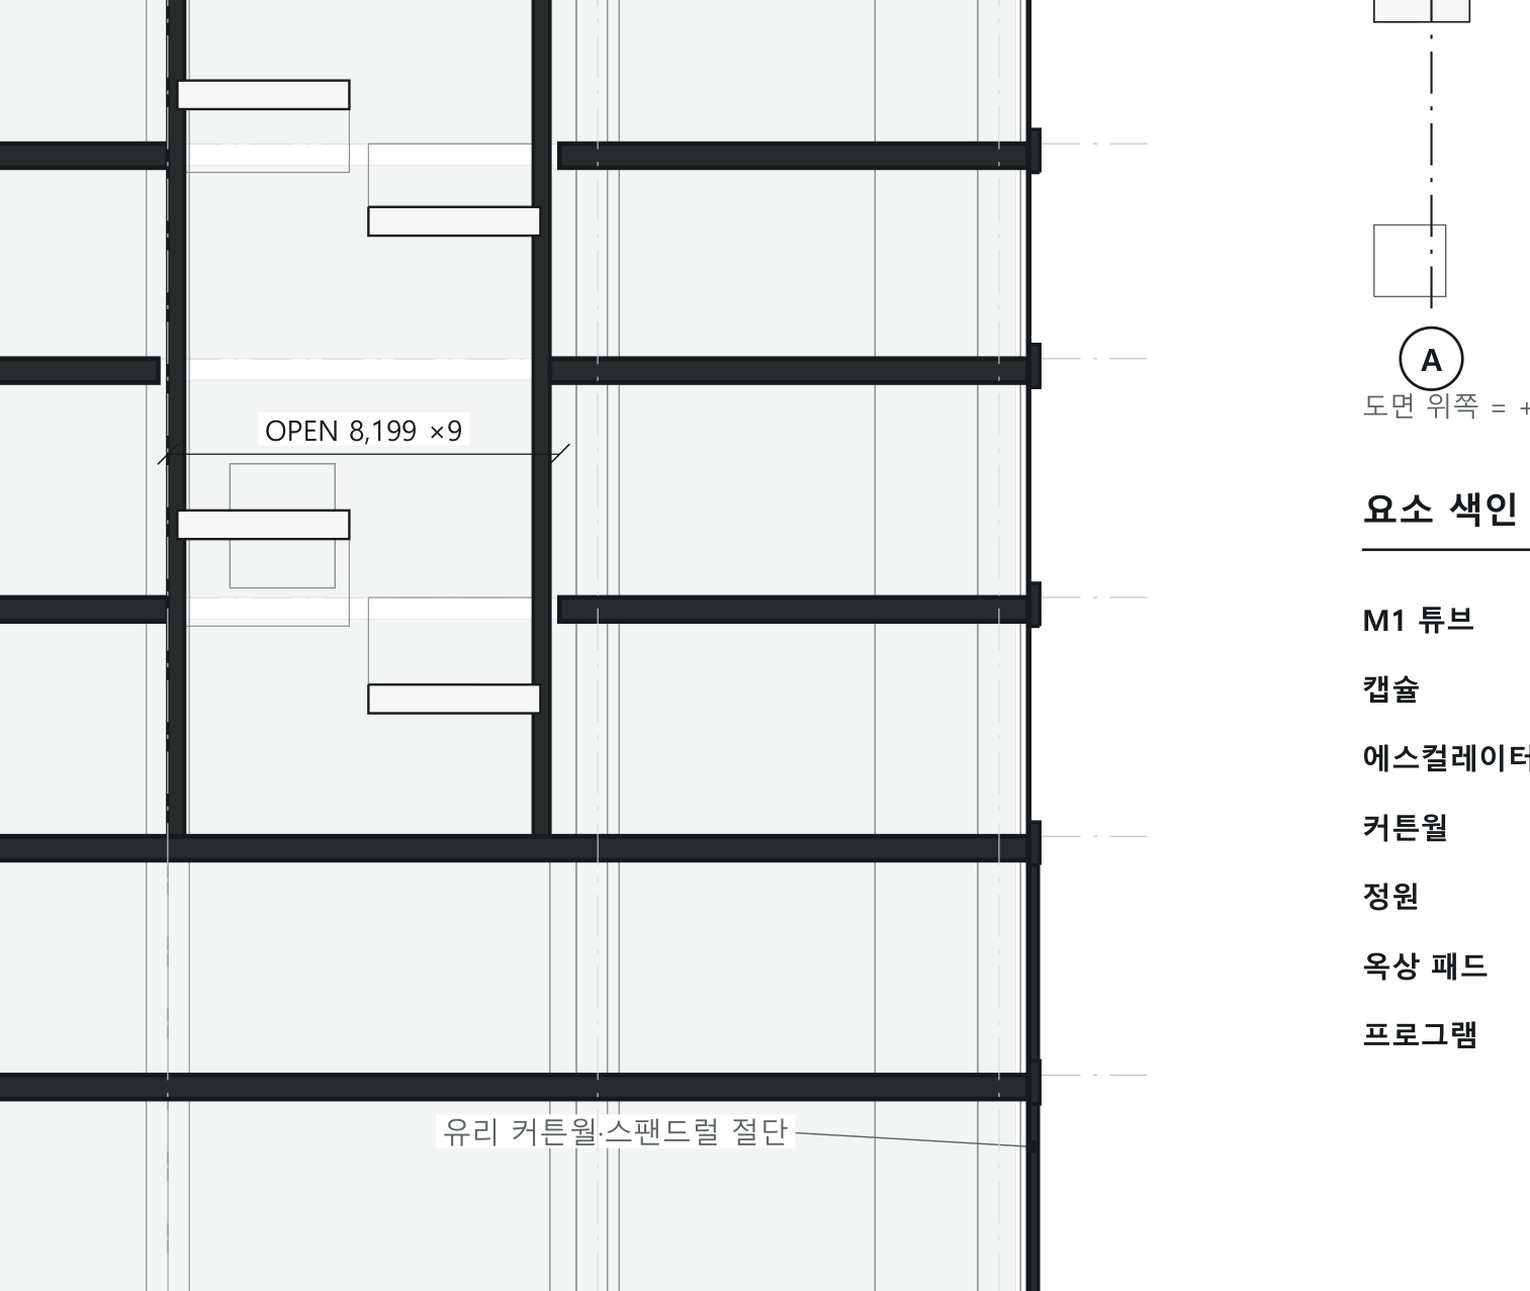 OPEN 8,199 ×9
유리 커튼월·스팬드럴 절단
A
도면 위쪽 = +
요소 색인
M1 튜브
캡슐
에스컬레이터
커튼월
정원
옥상 패드
프로그램